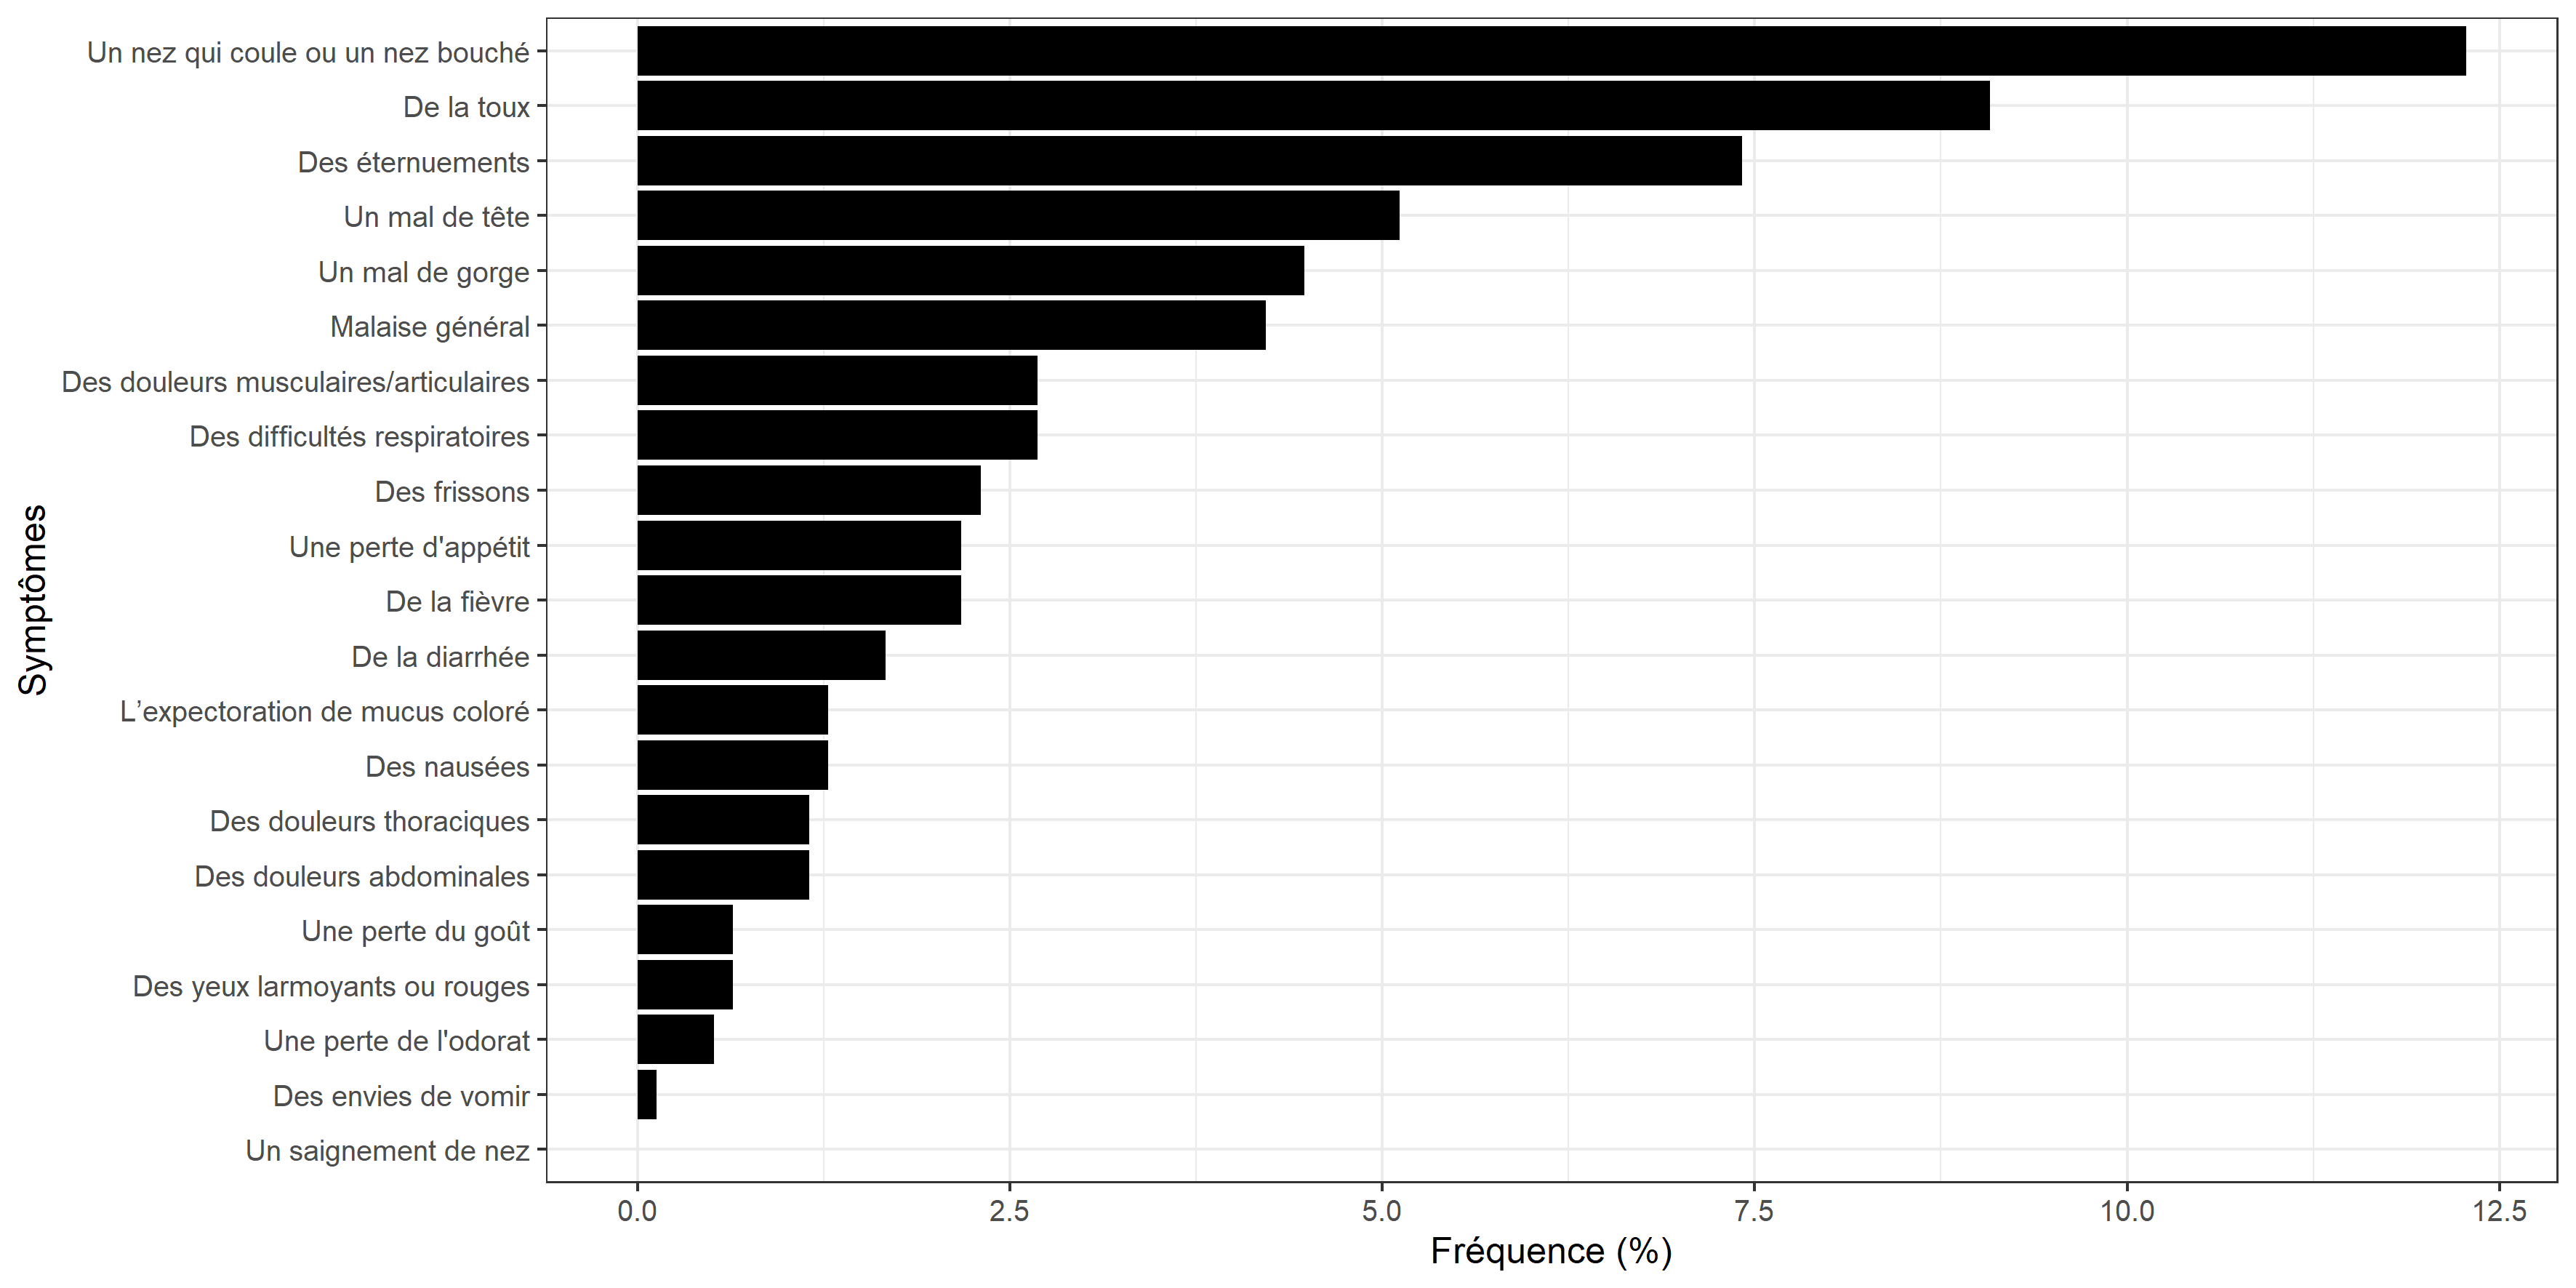 Un nez qui coule ou un nez bouché
De la toux
Des éternuements
Un mal de tête
Un mal de gorge
Malaise général
Des douleurs musculaires/articulaires
Des difficultés respiratoires
Des frissons
Une perte d'appétit
De la fièvre
De la diarrhée
L’expectoration de mucus coloré
Des nausées
Des douleurs thoraciques
Des douleurs abdominales
Une perte du goût
Des yeux larmoyants ou rouges
Une perte de l'odorat
Des envies de vomir
Un saignement de nez
Symptômes
0.0 2.5 5.0 7.5 10.0 12.5
Fréquence (%)